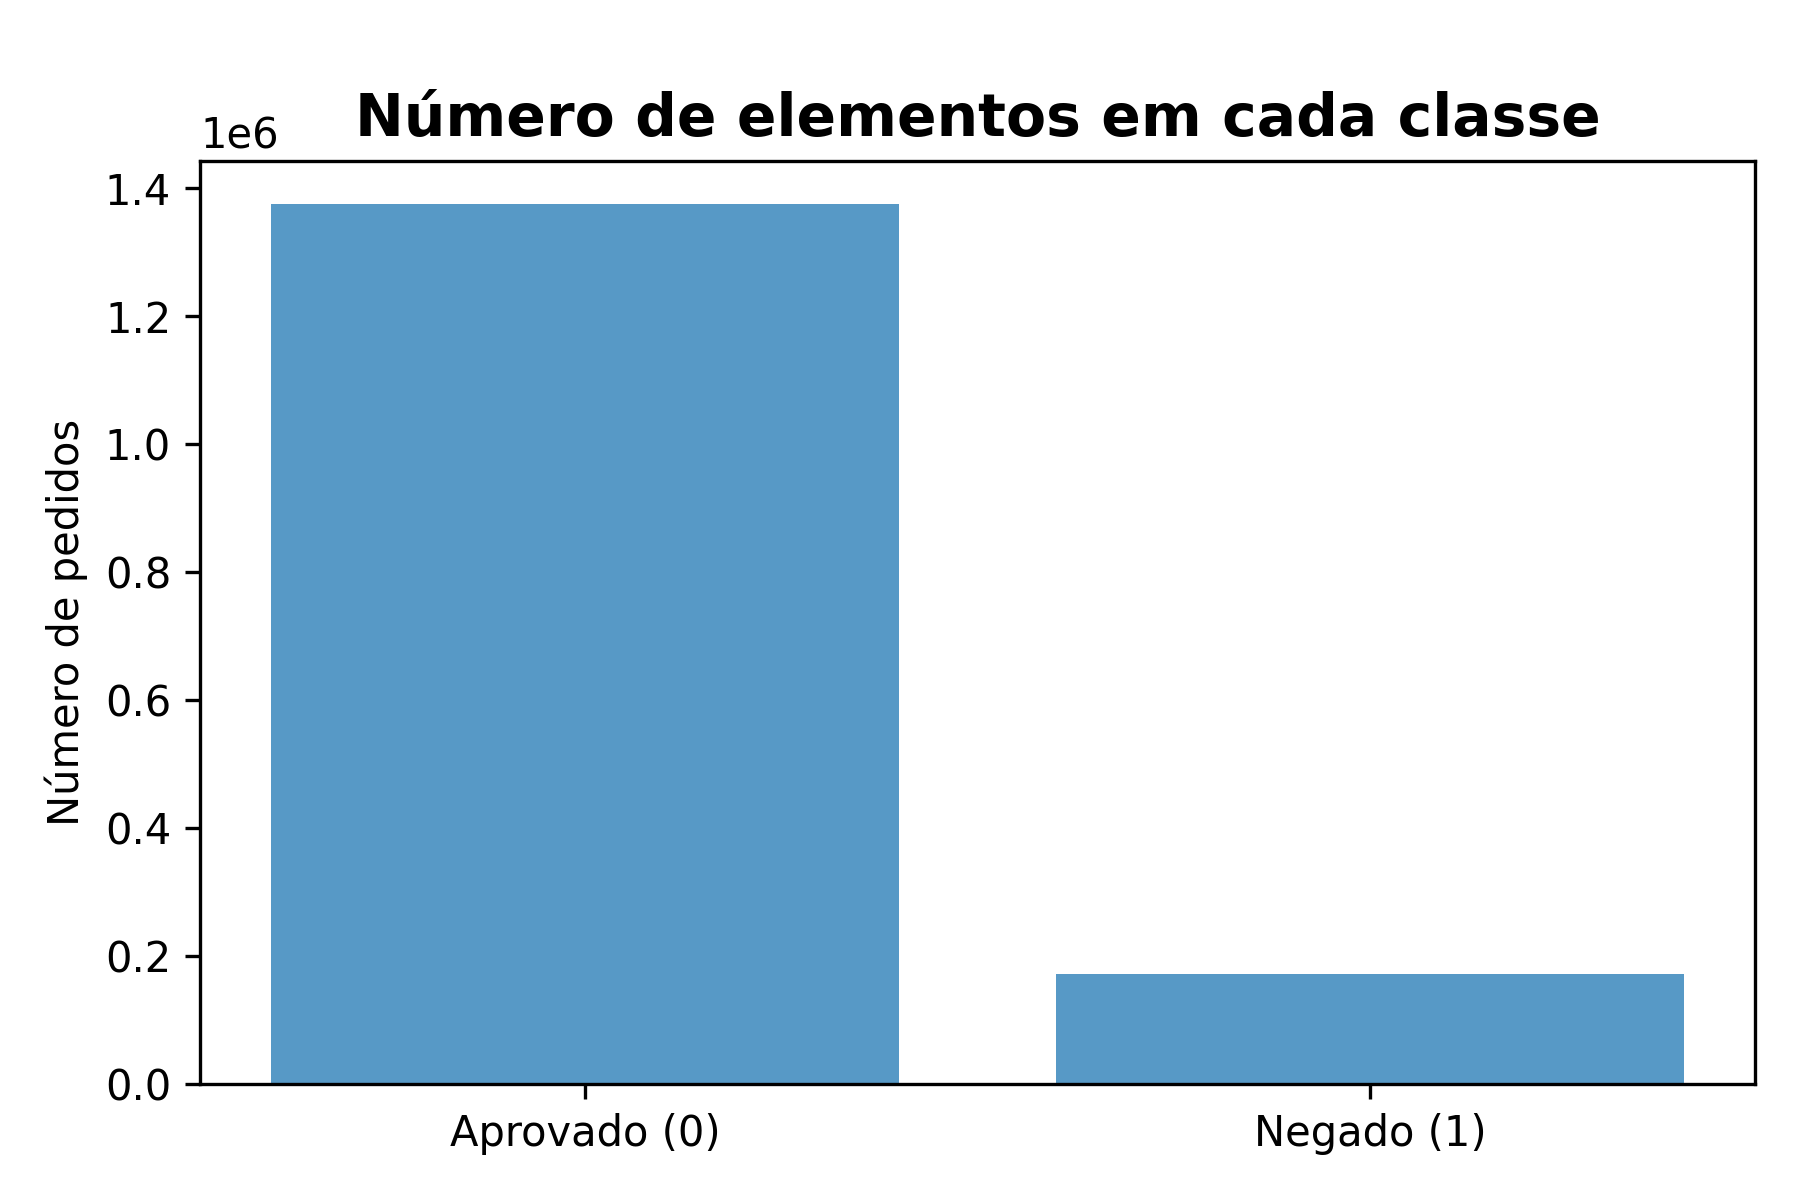 Número de elementos em cada classe
1e6
1.4
1.2
1.0
0.8
0.6
0.4
0.2
0.0
Número de pedidos
Aprovado (0)
Negado (1)